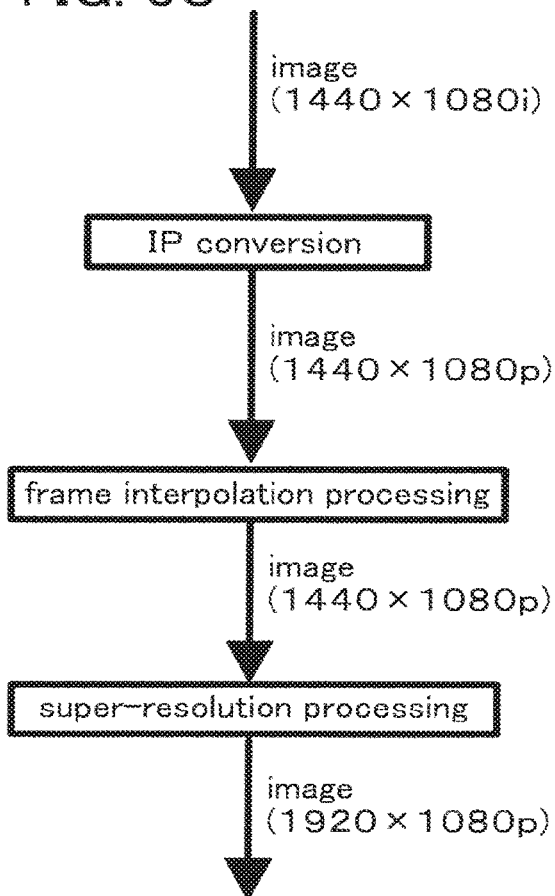 image
(1440×1080i)
IP conversion
image
(1440×1080p)
frame interpolation processing
image
(1440×1080p)
super-resolution processing
image
(1920×1080p)